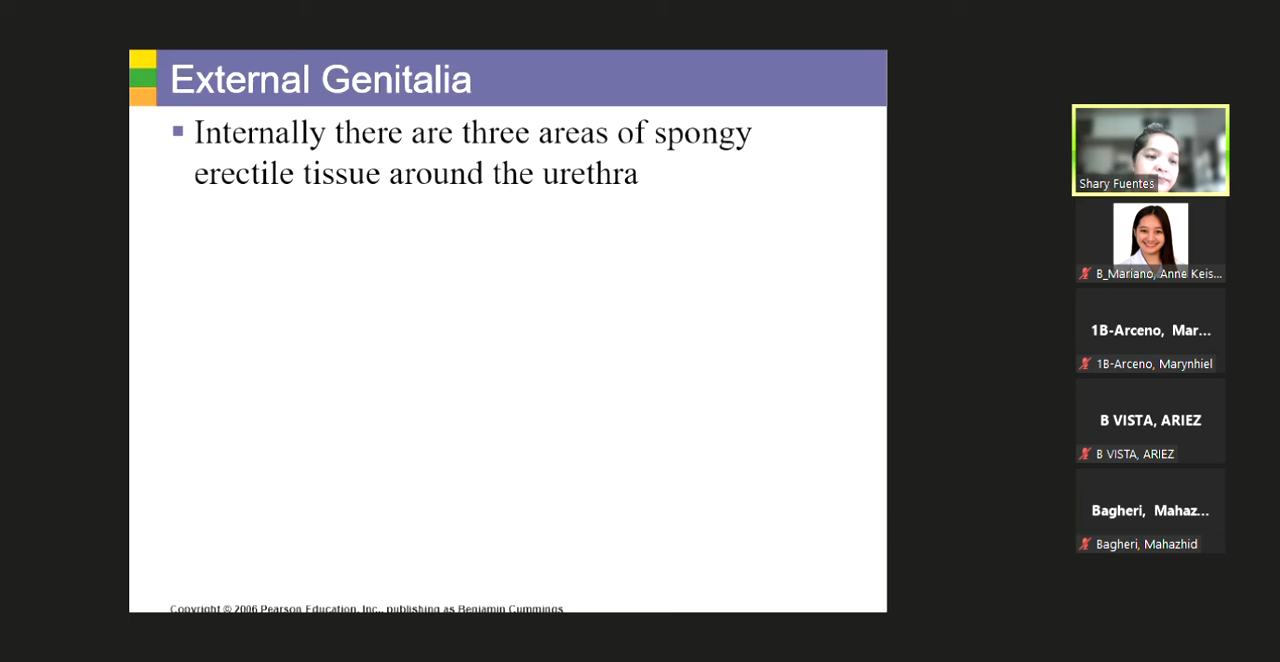 External Genitalia
Internally there are three areas of spongy
erectile tissue around the urethra
Copyright © 2006 Pearson Education, Inc., publishing as Benjamin Cummings
Shary Fuentes
B_Mariano, Anne Keis...
1B-Arceno, Mar...
1B-Arceno, Marynhiel
B VISTA, ARIEZ
B VISTA, ARIEZ
Bagheri, Mahaz...
Bagheri, Mahazhid